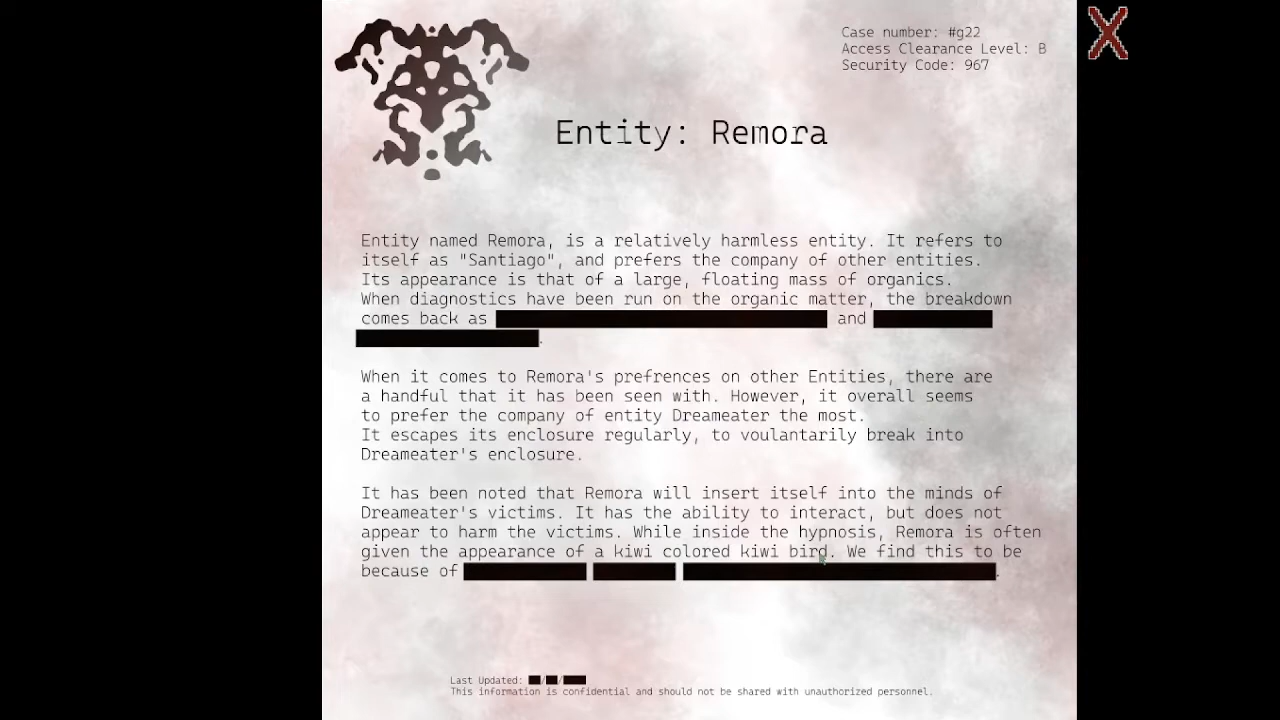 Case number: #g22
Access Clearance Level: B
Security Code: 967
Entity: Remora
Entity named Remora, is a relatively harmless entity. It refers to
itself as "Santiago", and prefers the company of other entities.
Its appearance is that of a large, floating mass of organics.
When diagnostics have been run on the organic matter, the breakdown
comes back as and
.
When it comes to Remora's prefrences on other Entities, there are
a handful that it has been seen with. However, it overall seems
to prefer the company of entity Dreameater the most.
It escapes its enclosure regularly, to voulantarily break into
Dreameater's enclosure.
It has been noted that Remora will insert itself into the minds of
Dreameater's victims. It has the ability to interact, but does not
appear to harm the victims. While inside the hypnosis, Remora is often
given the appearance of a kiwi colored kiwi bird. We find this to be
because of .
Last Updated: / /
This information is confidential and should not be shared with unauthorized personnel.